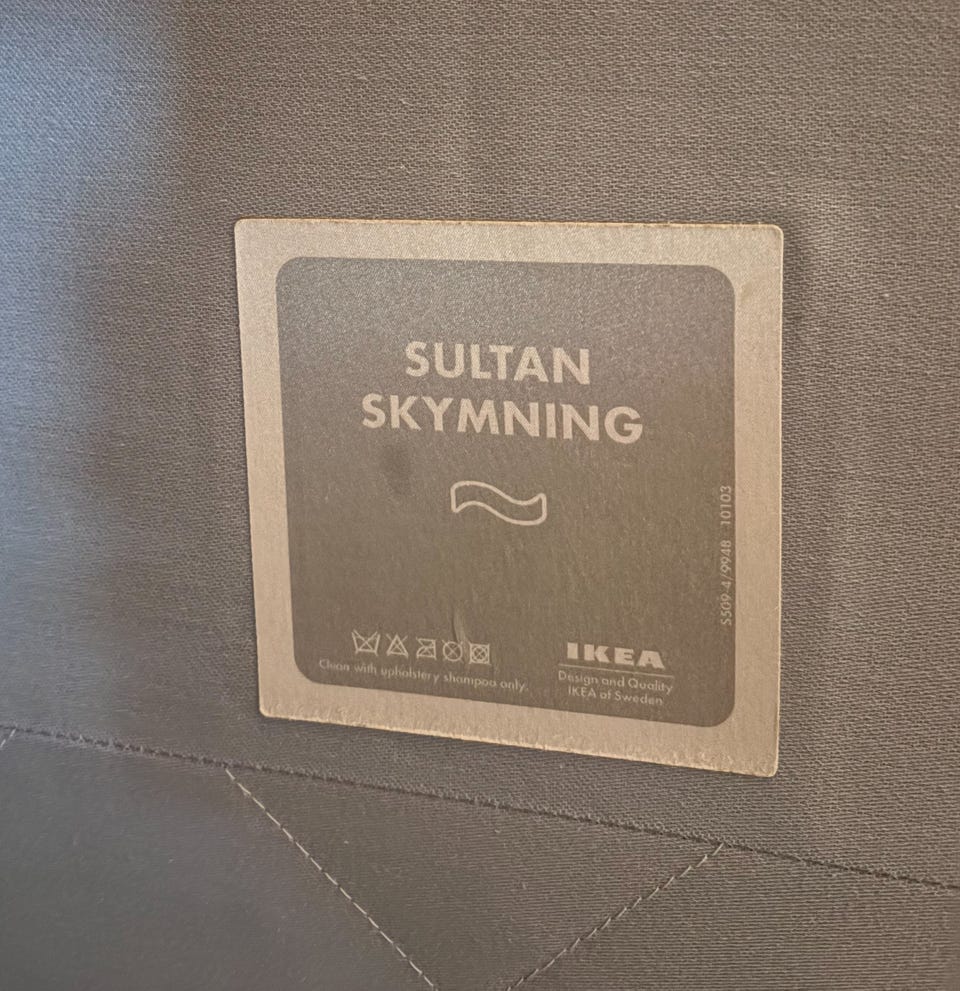 SULTAN
SKYMNING
Clean with upholstery shampoo only.
IKEA
Design and Quality
IKEA of Sweden
S509-4/9948 10103